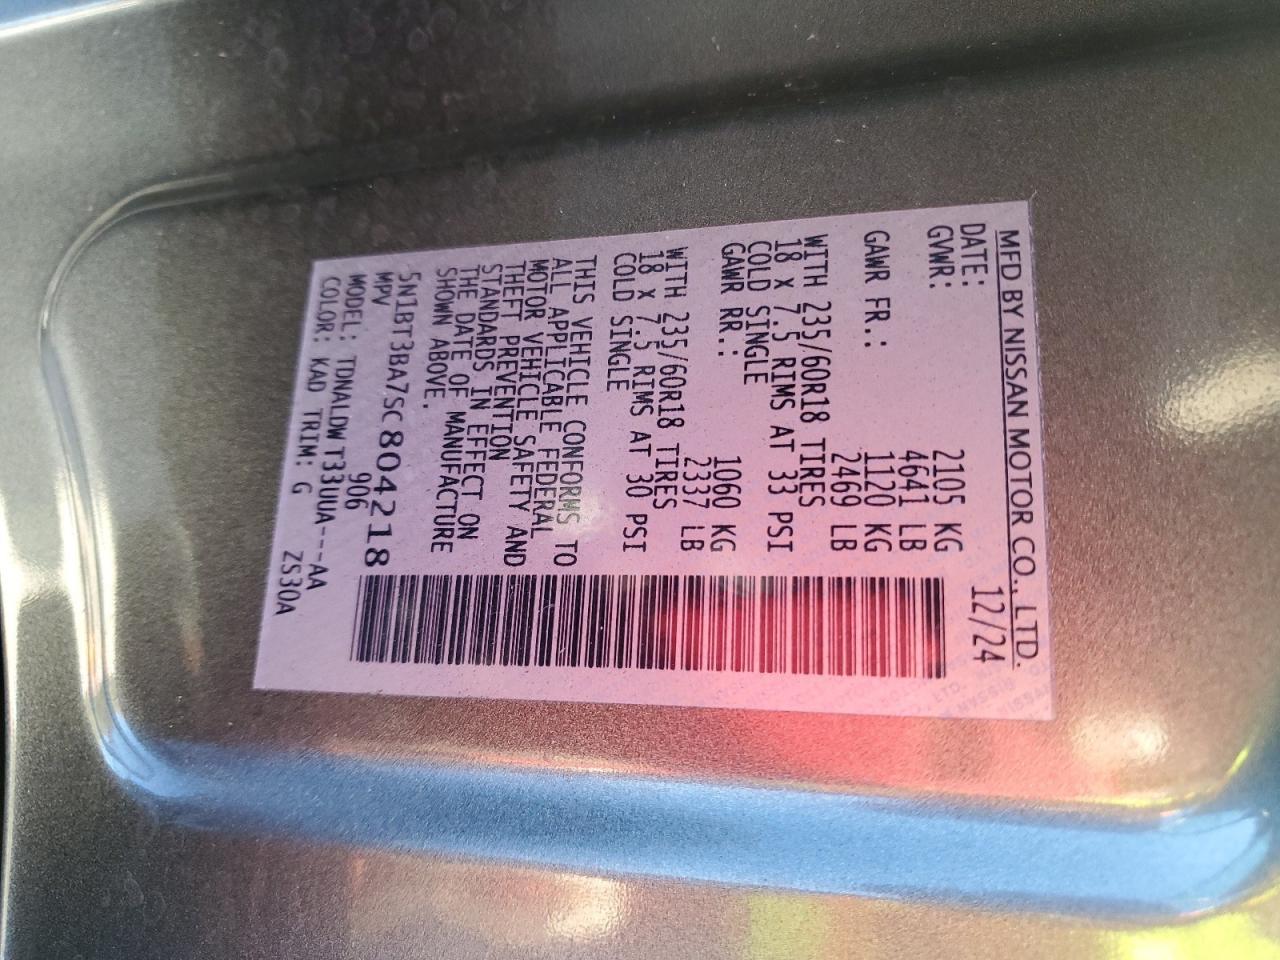 MFD BY NISSAN MOTOR CO., LTD.
DATE: 12/24
GVWR: 2105 KG
4641 LB
GAWR FR.: 1120 KG
2469 LB
WITH 235/60R18 TIRES
18 X 7.5 RIMS AT 33 PSI
COLD SINGLE
GAWR RR.: 1060 KG
2337 LB
WITH 235/60R18 TIRES
18 X 7.5 RIMS AT 30 PSI
COLD SINGLE
THIS VEHICLE CONFORMS TO
ALL APPLICABLE FEDERAL
MOTOR VEHICLE SAFETY AND
THEFT PREVENTION
STANDARDS IN EFFECT ON
THE DATE OF MANUFACTURE
SHOWN ABOVE.
5N1BT3BA7SC804218
MPV 906
MODEL: TDNALDW T33UUA--AA
COLOR: KAD TRIM: G ZS30A